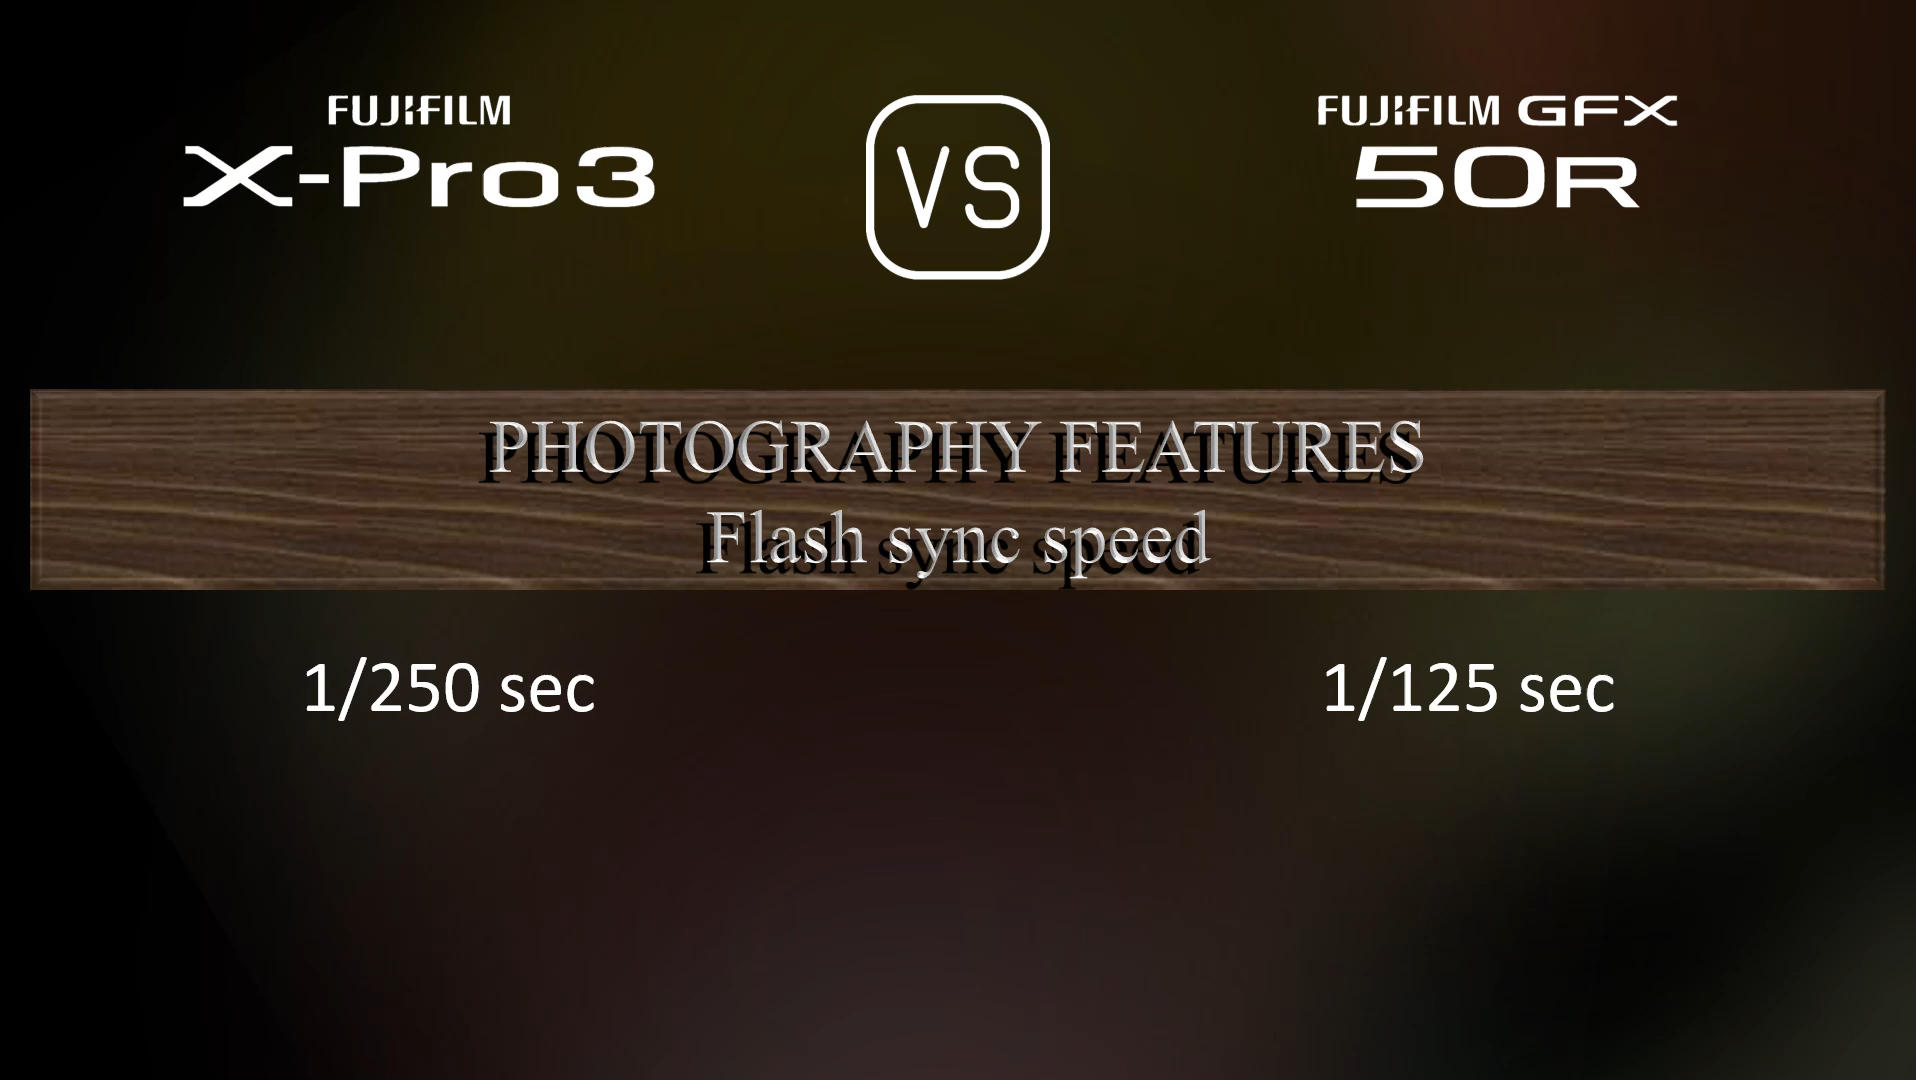 FUJIFILM
X-Pro3
VS
FUJIFILM GFX
50R
PHOTOGRAPHY FEATURES
Flash sync speed
1/250 sec
1/125 sec